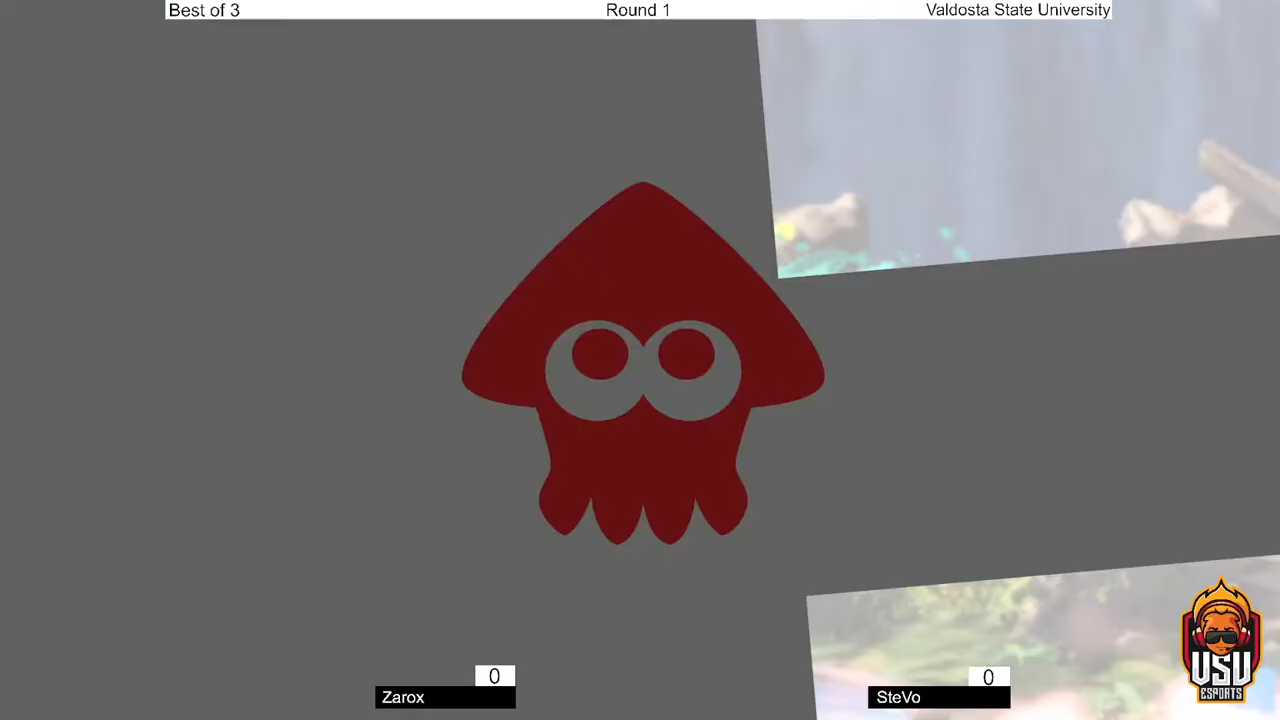 Best of 3
Round 1
Valdosta State University
0
Zarox
0
SteVo
VSU
ESPORTS